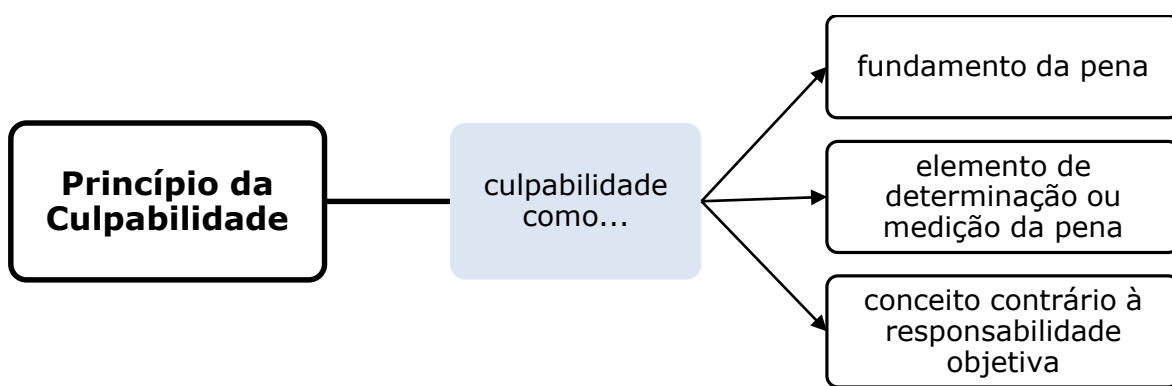 Princípio da
Culpabilidade
culpabilidade
como...
fundamento da pena
elemento de
determinação ou
medição da pena
conceito contrário à
responsabilidade
objetiva